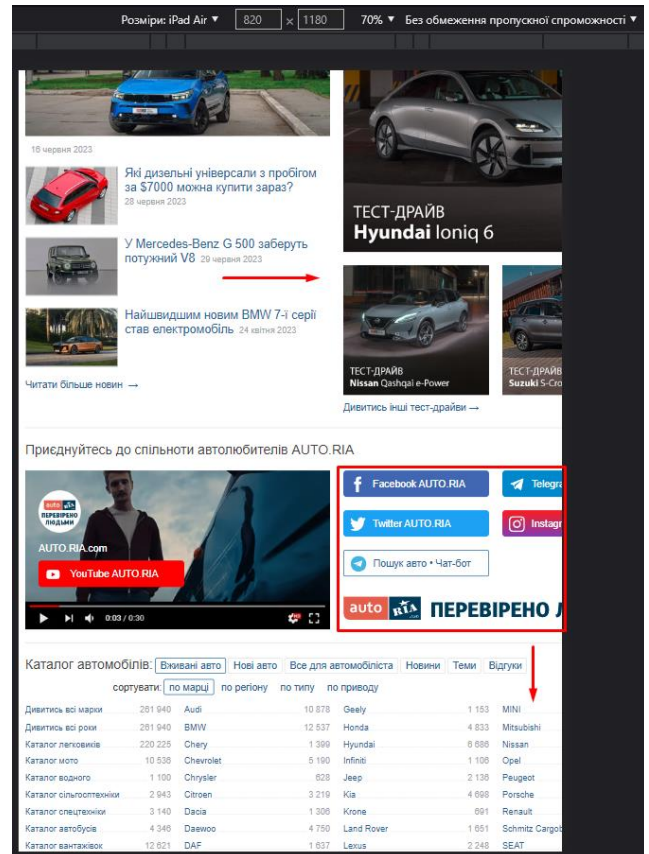 Розміри: iPad Air ▼ 820 × 1180 70% ▼ Без обмеження пропускної спроможності ▼
16 червня 2023
Які дизельні універсали з пробігом
за $7000 можна купити зараз?
28 червня 2023
У Mercedes-Benz G 500 заберуть
потужний V8 29 червня 2023
Найшвидшим новим BMW 7-ї серії
став електромобіль 24 квітня 2023
Читати більше новин →
ТЕСТ-ДРАЙВ
Hyundai Ioniq 6
ТЕСТ-ДРАЙВ
Nissan Qashqai e-Power
ТЕСТ-ДРАЙВ
Suzuki S-Cro
Дивитись інші тест-драйви →
Приєднуйтесь до спільноти автолюбителів AUTO.RIA
auto RIA
ПЕРЕВІРЕНО
ЛЮДЬМИ
AUTO.RIA.com
YouTube AUTO.RIA
0:03 / 0:30
Facebook AUTO.RIA
Telegra
Twitter AUTO.RIA
Instagr
Пошук авто • Чат-бот
auto RIA .com ПЕРЕВІРЕНО Л
Каталог автомобілів: Вживані авто Нові авто Все для автомобіліста Новини Теми Відгуки
сортувати: по марці по регіону по типу по приводу
Дивитись всі марки 261 940 Audi 10 878 Geely 1 153 MINI
Дивитись всі роки 261 940 BMW 12 537 Honda 4 833 Mitsubishi
Каталог легковиків 220 225 Chery 1 399 Hyundai 6 686 Nissan
Каталог мото 10 536 Chevrolet 5 190 Infiniti 1 106 Opel
Каталог водного 1 100 Chrysler 628 Jeep 2 136 Peugeot
Каталог сільгосптехніки 2 943 Citroen 3 219 Kia 4 698 Porsche
Каталог спецтехніки 3 140 Dacia 1 306 Krone 691 Renault
Каталог автобусів 4 346 Daewoo 4 750 Land Rover 1 651 Schmitz Cargob
Каталог вантажівок 12 621 DAF 1 637 Lexus 2 248 SEAT